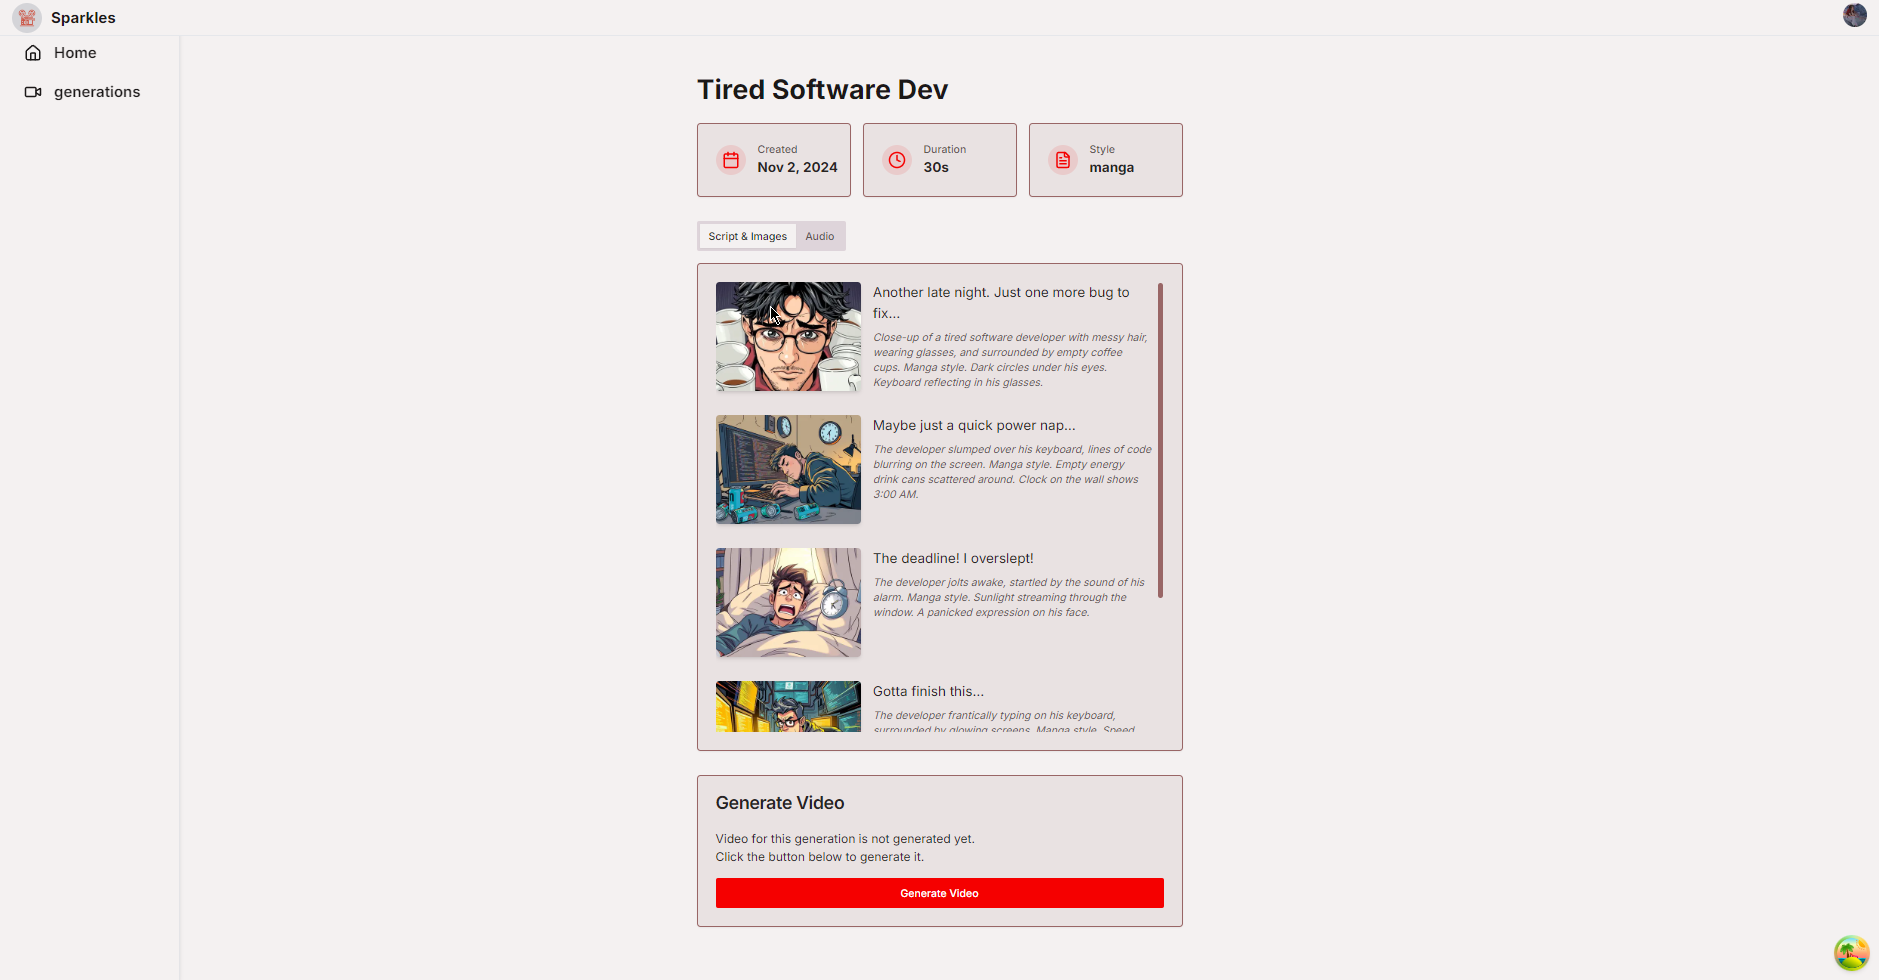 Sparkles
Home
generations
Tired Software Dev
Created
Nov 2, 2024
Duration
30s
Style
manga
Script & Images
Audio
Another late night. Just one more bug to
fix...
Close-up of a tired software developer with messy hair,
wearing glasses, and surrounded by empty coffee
cups. Manga style. Dark circles under his eyes.
Keyboard reflecting in his glasses.
Maybe just a quick power nap...
The developer slumped over his keyboard, lines of code
blurring on the screen. Manga style. Empty energy
drink cans scattered around. Clock on the wall shows
3:00 AM.
The deadline! I overslept!
The developer jolts awake, startled by the sound of his
alarm. Manga style. Sunlight streaming through the
window. A panicked expression on his face.
Gotta finish this...
The developer frantically typing on his keyboard,
surrounded by glowing screens. Manga style. Speed
Generate Video
Video for this generation is not generated yet.
Click the button below to generate it.
Generate Video